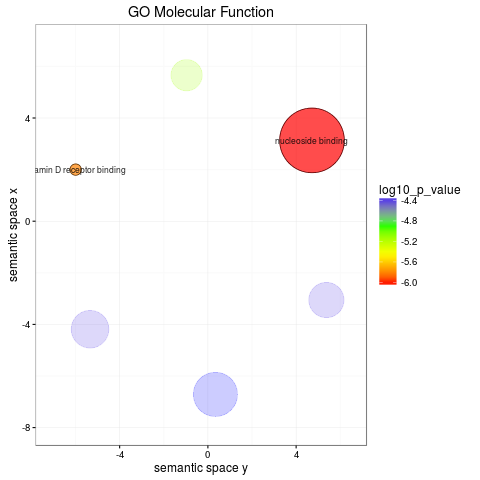 GO Molecular Function
semantic space x
4
0
-4
-8
nucleoside binding
amin D receptor binding
-4
0
4
semantic space y
log10_p_value
-4.4
-4.8
-5.2
-5.6
-6.0